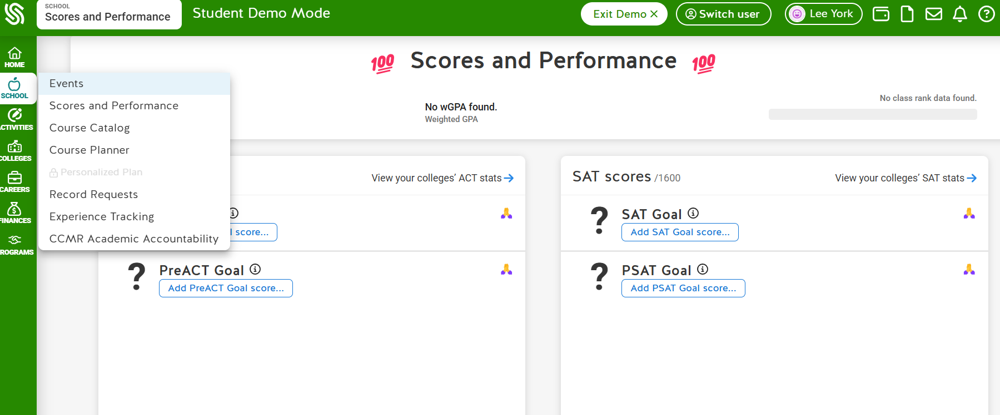 SCHOOL
Scores and Performance
Student Demo Mode
Exit Demo
Switch user
Lee York
HOME
SCHOOL
ACTIVITIES
COLLEGES
CAREERS
FINANCES
PROGRAMS
Events
Scores and Performance
Course Catalog
Course Planner
Personalized Plan
Record Requests
Experience Tracking
CCMR Academic Accountability
100 Scores and Performance 100
No wGPA found.
Weighted GPA
No class rank data found.
View your colleges’ ACT stats
l score...
PreACT Goal
Add PreACT Goal score...
SAT scores /1600
View your colleges’ SAT stats
SAT Goal
Add SAT Goal score...
PSAT Goal
Add PSAT Goal score...